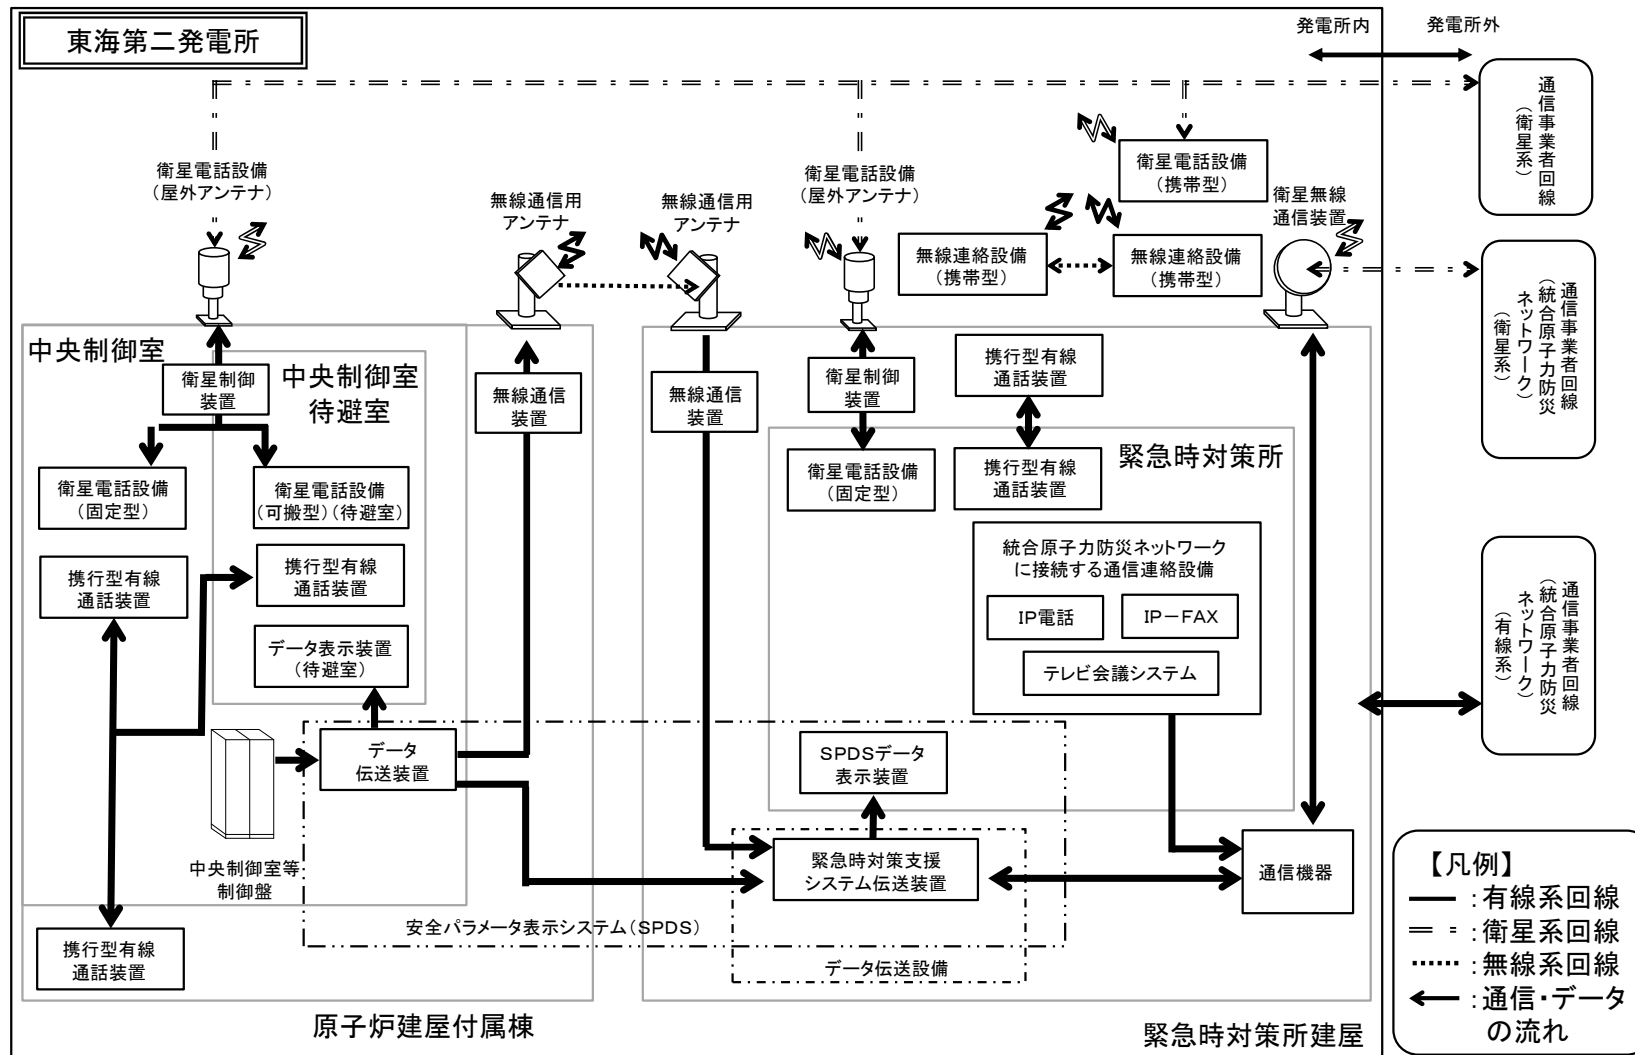 東海第二発電所
発電所内
発電所外
通信事業者回線
(衛星系)
衛星電話設備
(屋外アンテナ)
無線通信用
アンテナ
無線通信用
アンテナ
衛星電話設備
(屋外アンテナ)
衛星電話設備
(携帯型)
衛星無線
通信装置
無線連絡設備
(携帯型)
無線連絡設備
(携帯型)
通信事業者回線
(統合原子力防災
ネットワーク)
(衛星系)
中央制御室
中央制御室
待避室
衛星制御
装置
無線通信
装置
無線通信
装置
衛星制御
装置
携行型有線
通話装置
緊急時対策所
衛星電話設備
(固定型)
衛星電話設備
(可搬型)(待避室)
衛星電話設備
(固定型)
携行型有線
通話装置
携行型有線
通話装置
携行型有線
通話装置
統合原子力防災ネットワーク
に接続する通信連絡設備
IP電話
IP-FAX
テレビ会議システム
通信事業者回線
(統合原子力防災
ネットワーク)
(有線系)
データ表示装置
(待避室)
データ
伝送装置
SPDSデータ
表示装置
中央制御室等
制御盤
緊急時対策支援
システム伝送装置
通信機器
安全パラメータ表示システム(SPDS)
データ伝送設備
携行型有線
通話装置
原子炉建屋付属棟
緊急時対策所建屋
【凡例】
:有線系回線
:衛星系回線
:無線系回線
:通信・データ
の流れ